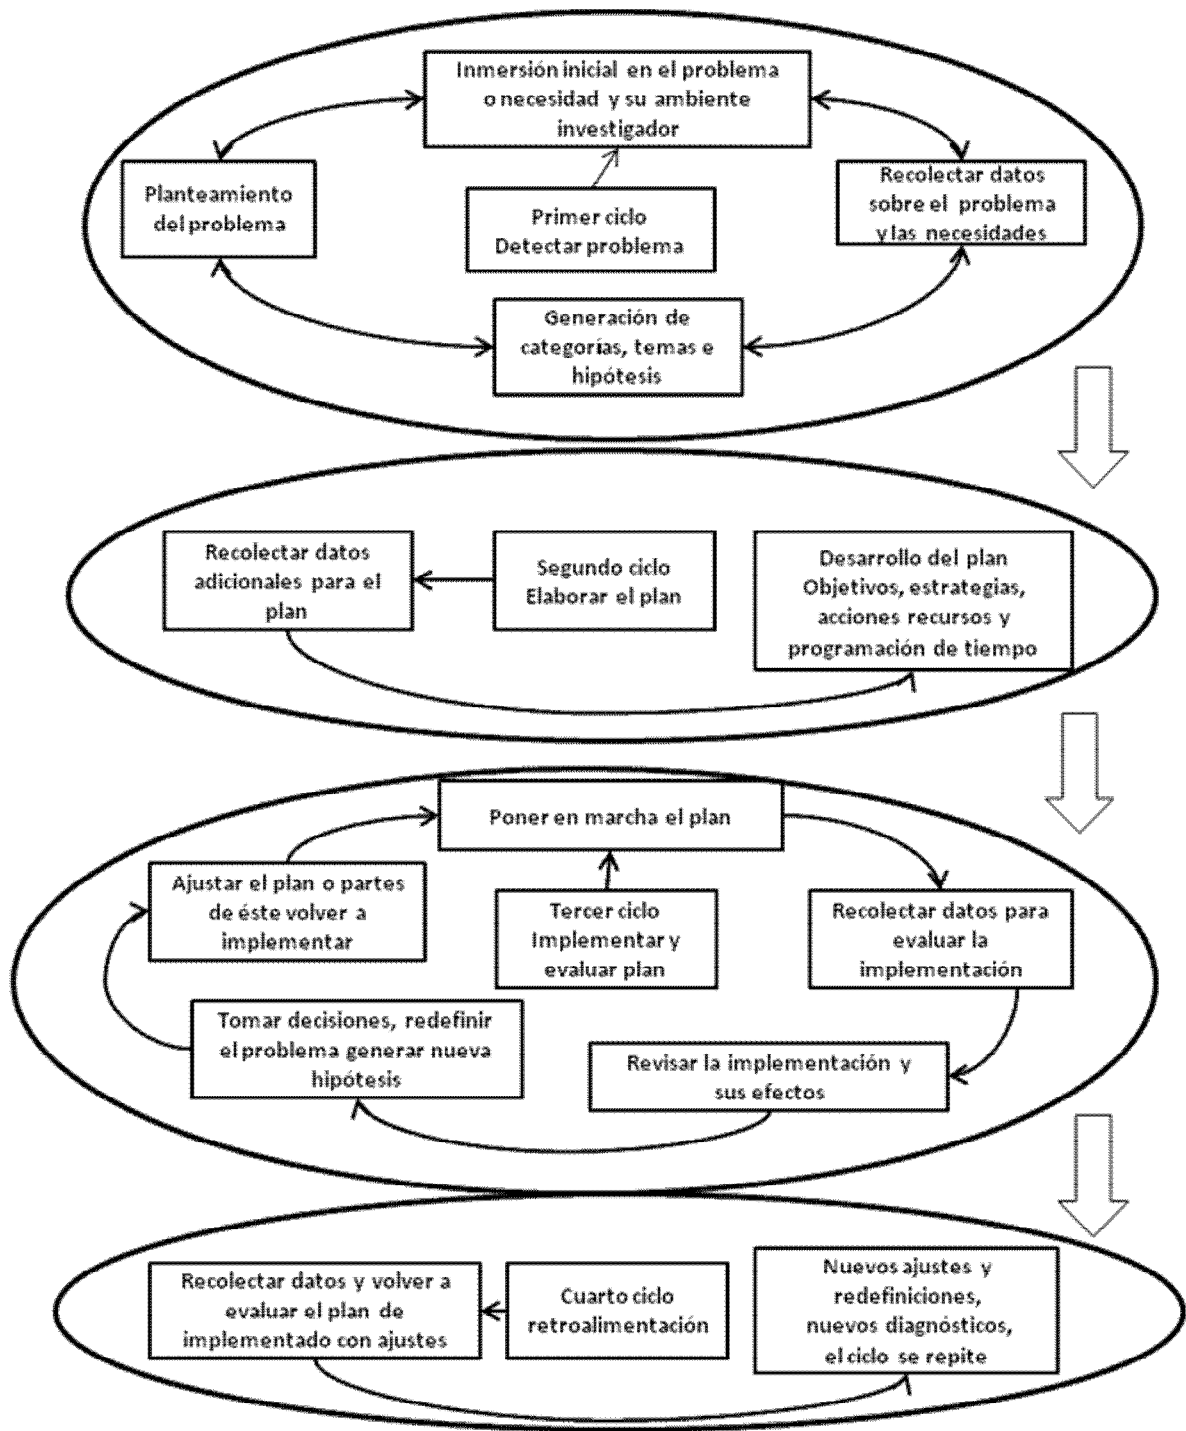 Inmersión inicial en el problema
o necesidad y su ambiente
investigador
Planteamiento
del problema
Primer ciclo
Detectar problema
Recolectar datos
sobre el problema
y las necesidades
Generación de
categorías, temas e
hipótesis
Recolectar datos
adicionales para el
plan
Segundo ciclo
Elaborar el plan
Desarrollo del plan
Objetivos, estrategias,
acciones recursos y
programación de tiempo
Poner en marcha el plan
Ajustar el plan o partes
de éste volver a
implementar
Tercer ciclo
Implementar y
evaluar plan
Recolectar datos para
evaluar la
implementación
Tomar decisiones, redefinir
el problema generar nueva
hipótesis
Revisar la implementación y
sus efectos
Recolectar datos y volver a
evaluar el plan de
implementado con ajustes
Cuarto ciclo
retroalimentación
Nuevos ajustes y
redefiniciones,
nuevos diagnósticos,
el ciclo se repite